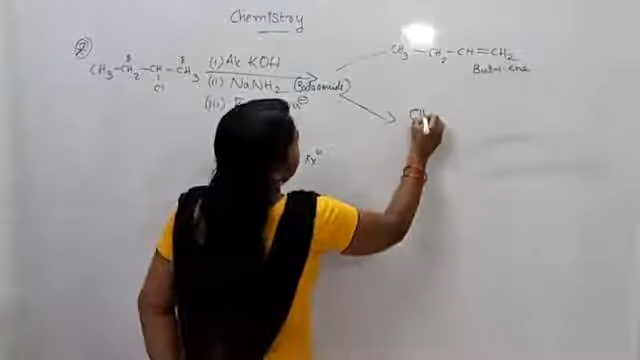 Chemistry
CH3-CH2-CH-CH3
Cl
(i) Alc KOH
(ii) NaNH2 (Sodamide)
(iii)
CH3-CH2-CH=CH2
But-1-ene
CH